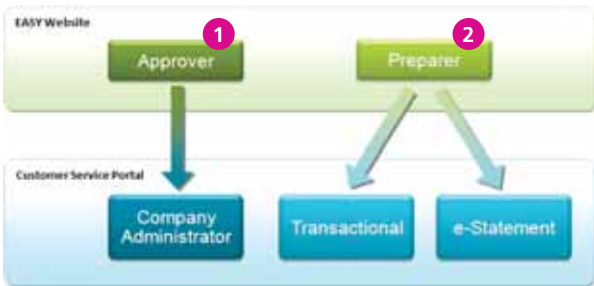 EASY Website
1
2
Approver
Preparer
Customer Service Portal
Company
Administrator
Transactional
e-Statement